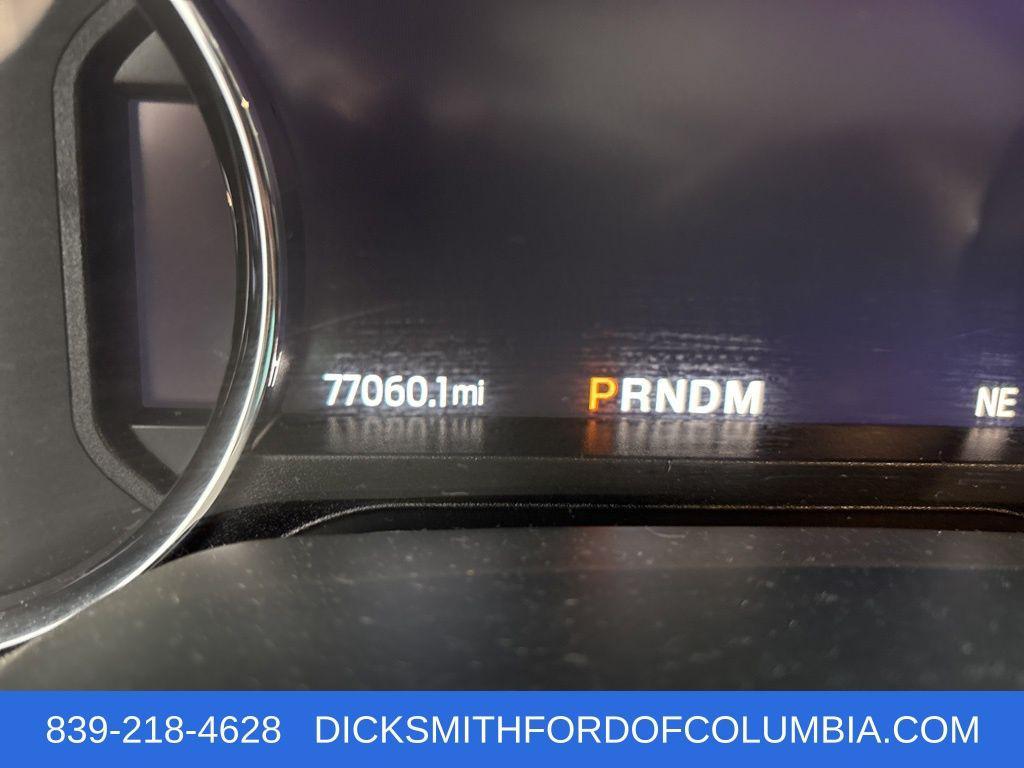 77060.1mi PRNDM NE
839-218-4628 DICKSMITHFORDOFCOLUMBIA.COM